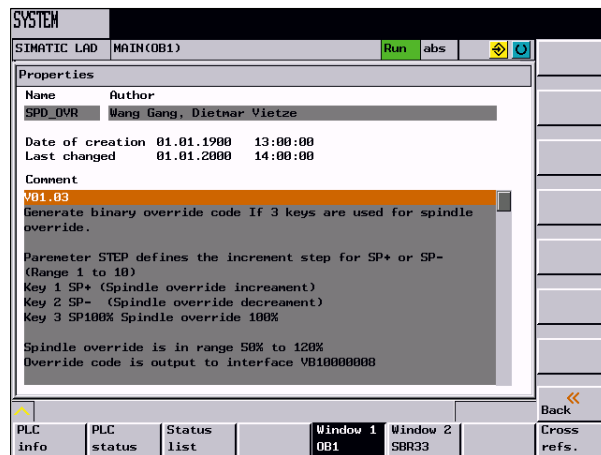 SYSTEM
SIMATIC LAD MAIN(OB1) Run abs
Properties
Name Author
SPD_OVR Wang Gang, Dietmar Vietze
Date of creation 01.01.1900 13:00:00
Last changed 01.01.2000 14:00:00
Comment
V01.03
Generate binary override code If 3 keys are used for spindle
override.
Paremeter STEP defines the increment step for SP+ or SP-
(Range 1 to 10)
Key 1 SP+ (Spindle override increament)
Key 2 SP- (Spindle override decreament)
Key 3 SP100% Spindle override 100%
Spindle override is in range 50% to 120%
Override code is output to interface VB10000008
Back
PLC PLC Status Window 1 Window 2 Cross
info status list OB1 SBR33 refs.